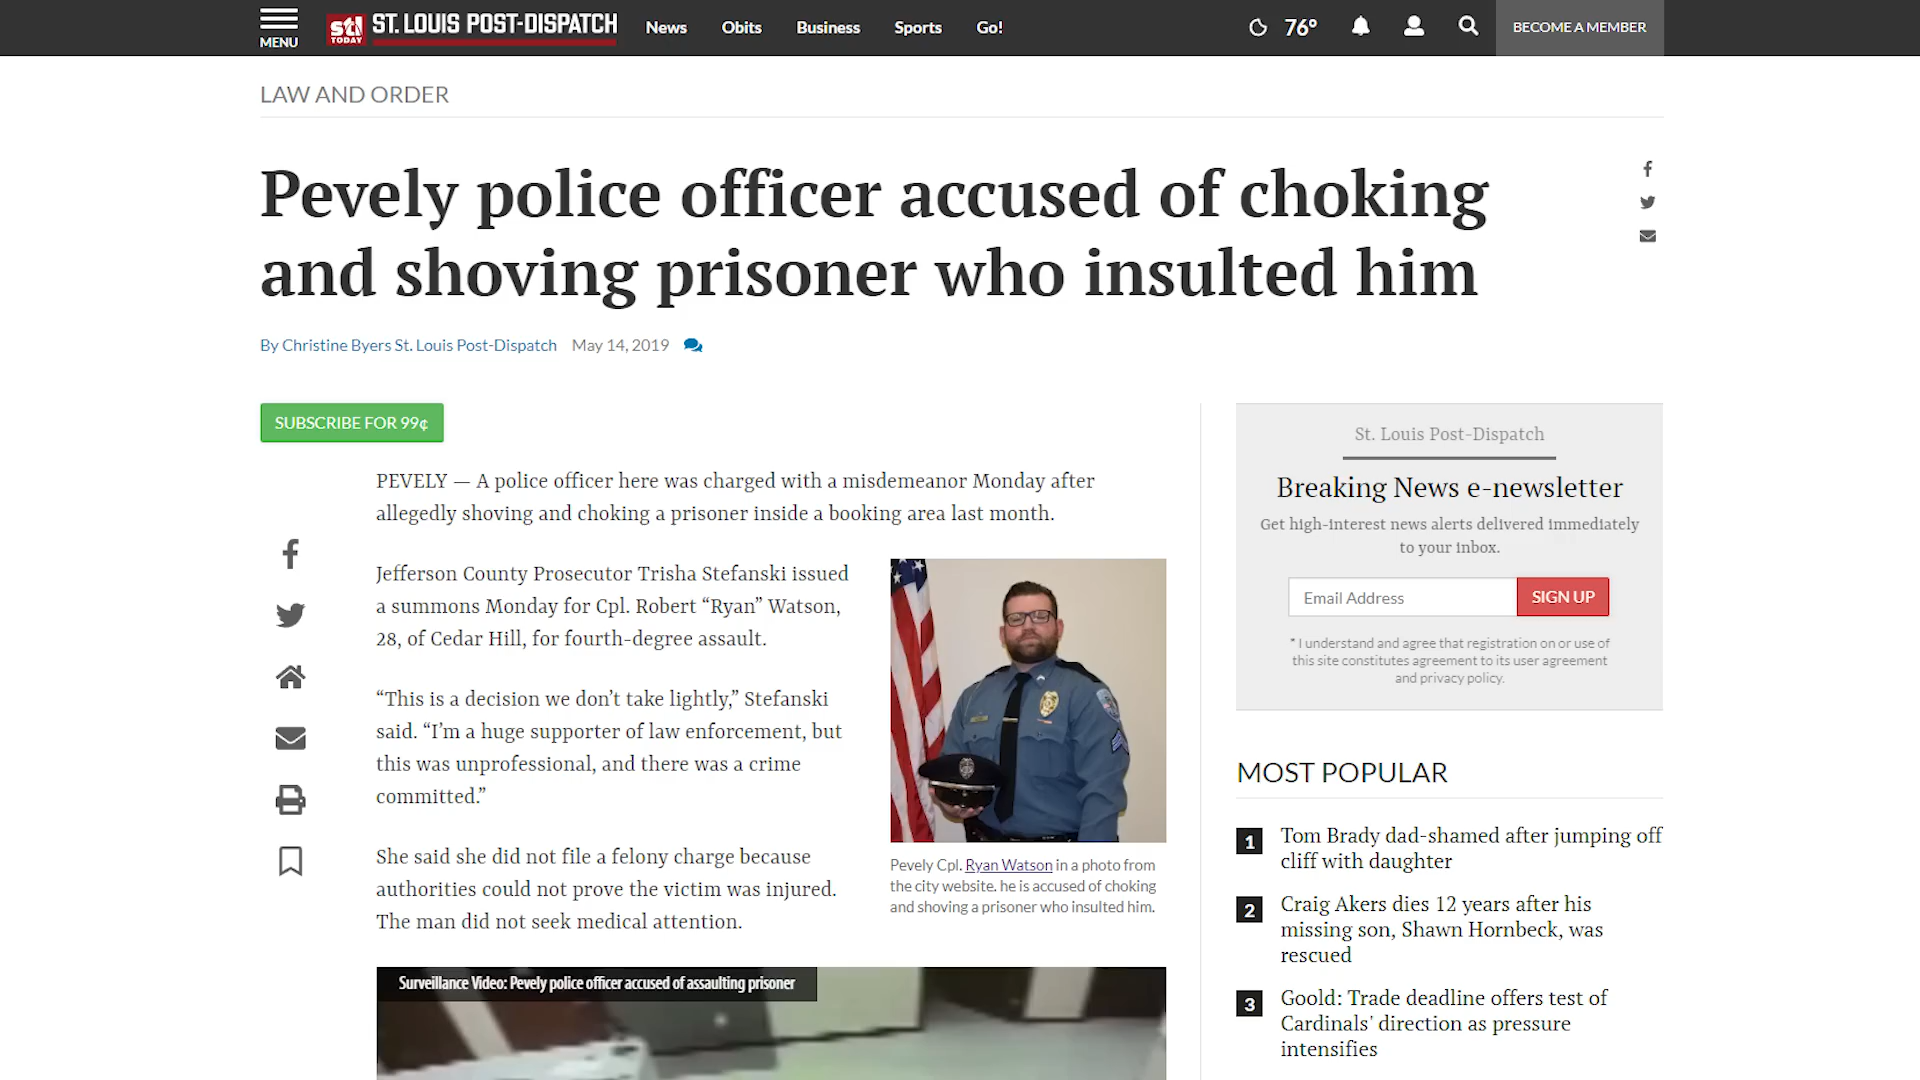 MENU
stl
TODAY
ST. LOUIS POST-DISPATCH
News
Obits
Business
Sports
Go!
76°
BECOME A MEMBER
LAW AND ORDER
Pevely police officer accused of choking
and shoving prisoner who insulted him
By Christine Byers St. Louis Post-Dispatch May 14, 2019
SUBSCRIBE FOR 99¢
PEVELY — A police officer here was charged with a misdemeanor Monday after
allegedly shoving and choking a prisoner inside a booking area last month.
Jefferson County Prosecutor Trisha Stefanski issued
a summons Monday for Cpl. Robert “Ryan” Watson,
28, of Cedar Hill, for fourth-degree assault.
“This is a decision we don’t take lightly,” Stefanski
said. “I’m a huge supporter of law enforcement, but
this was unprofessional, and there was a crime
committed.”
She said she did not file a felony charge because
authorities could not prove the victim was injured.
The man did not seek medical attention.
Pevely Cpl. Ryan Watson in a photo from
the city website. he is accused of choking
and shoving a prisoner who insulted him.
Surveillance Video: Pevely police officer accused of assaulting prisoner
St. Louis Post-Dispatch
Breaking News e-newsletter
Get high-interest news alerts delivered immediately
to your inbox.
Email Address
SIGN UP
* I understand and agree that registration on or use of
this site constitutes agreement to its user agreement
and privacy policy.
MOST POPULAR
1 Tom Brady dad-shamed after jumping off
cliff with daughter
2 Craig Akers dies 12 years after his
missing son, Shawn Hornbeck, was
rescued
3 Goold: Trade deadline offers test of
Cardinals' direction as pressure
intensifies